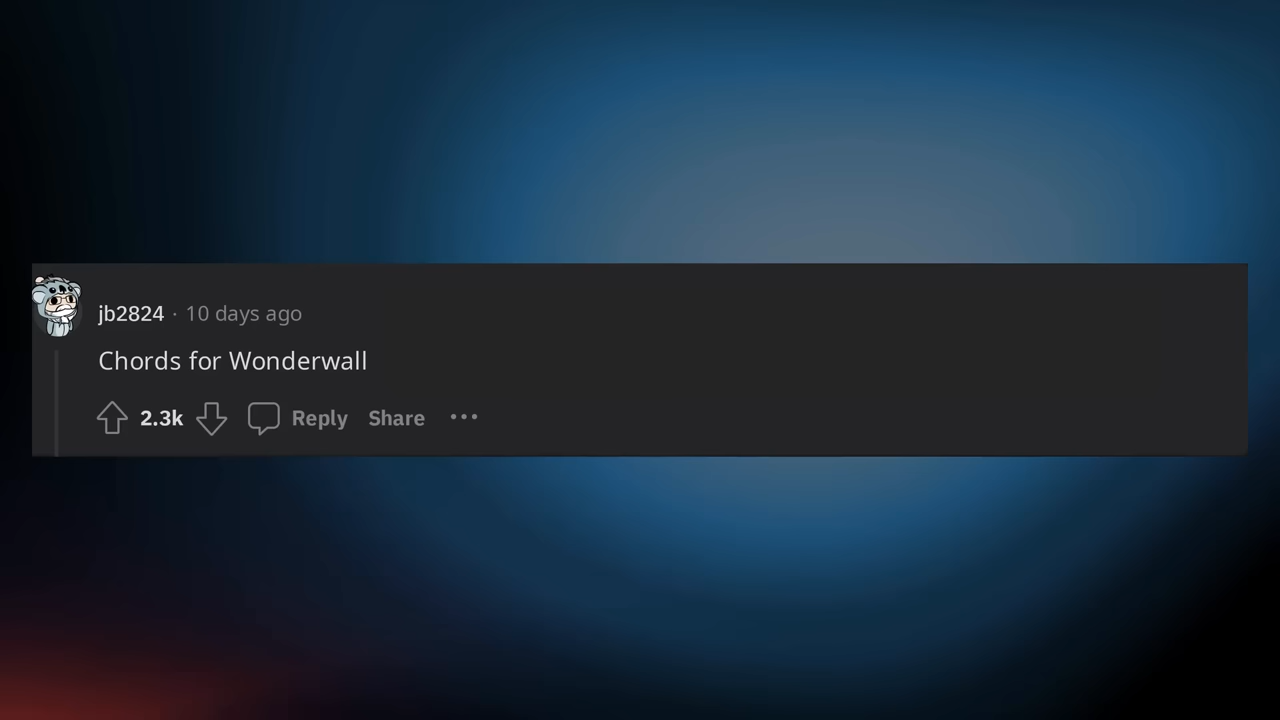 jb2824 · 10 days ago
Chords for Wonderwall
2.3k Reply Share •••